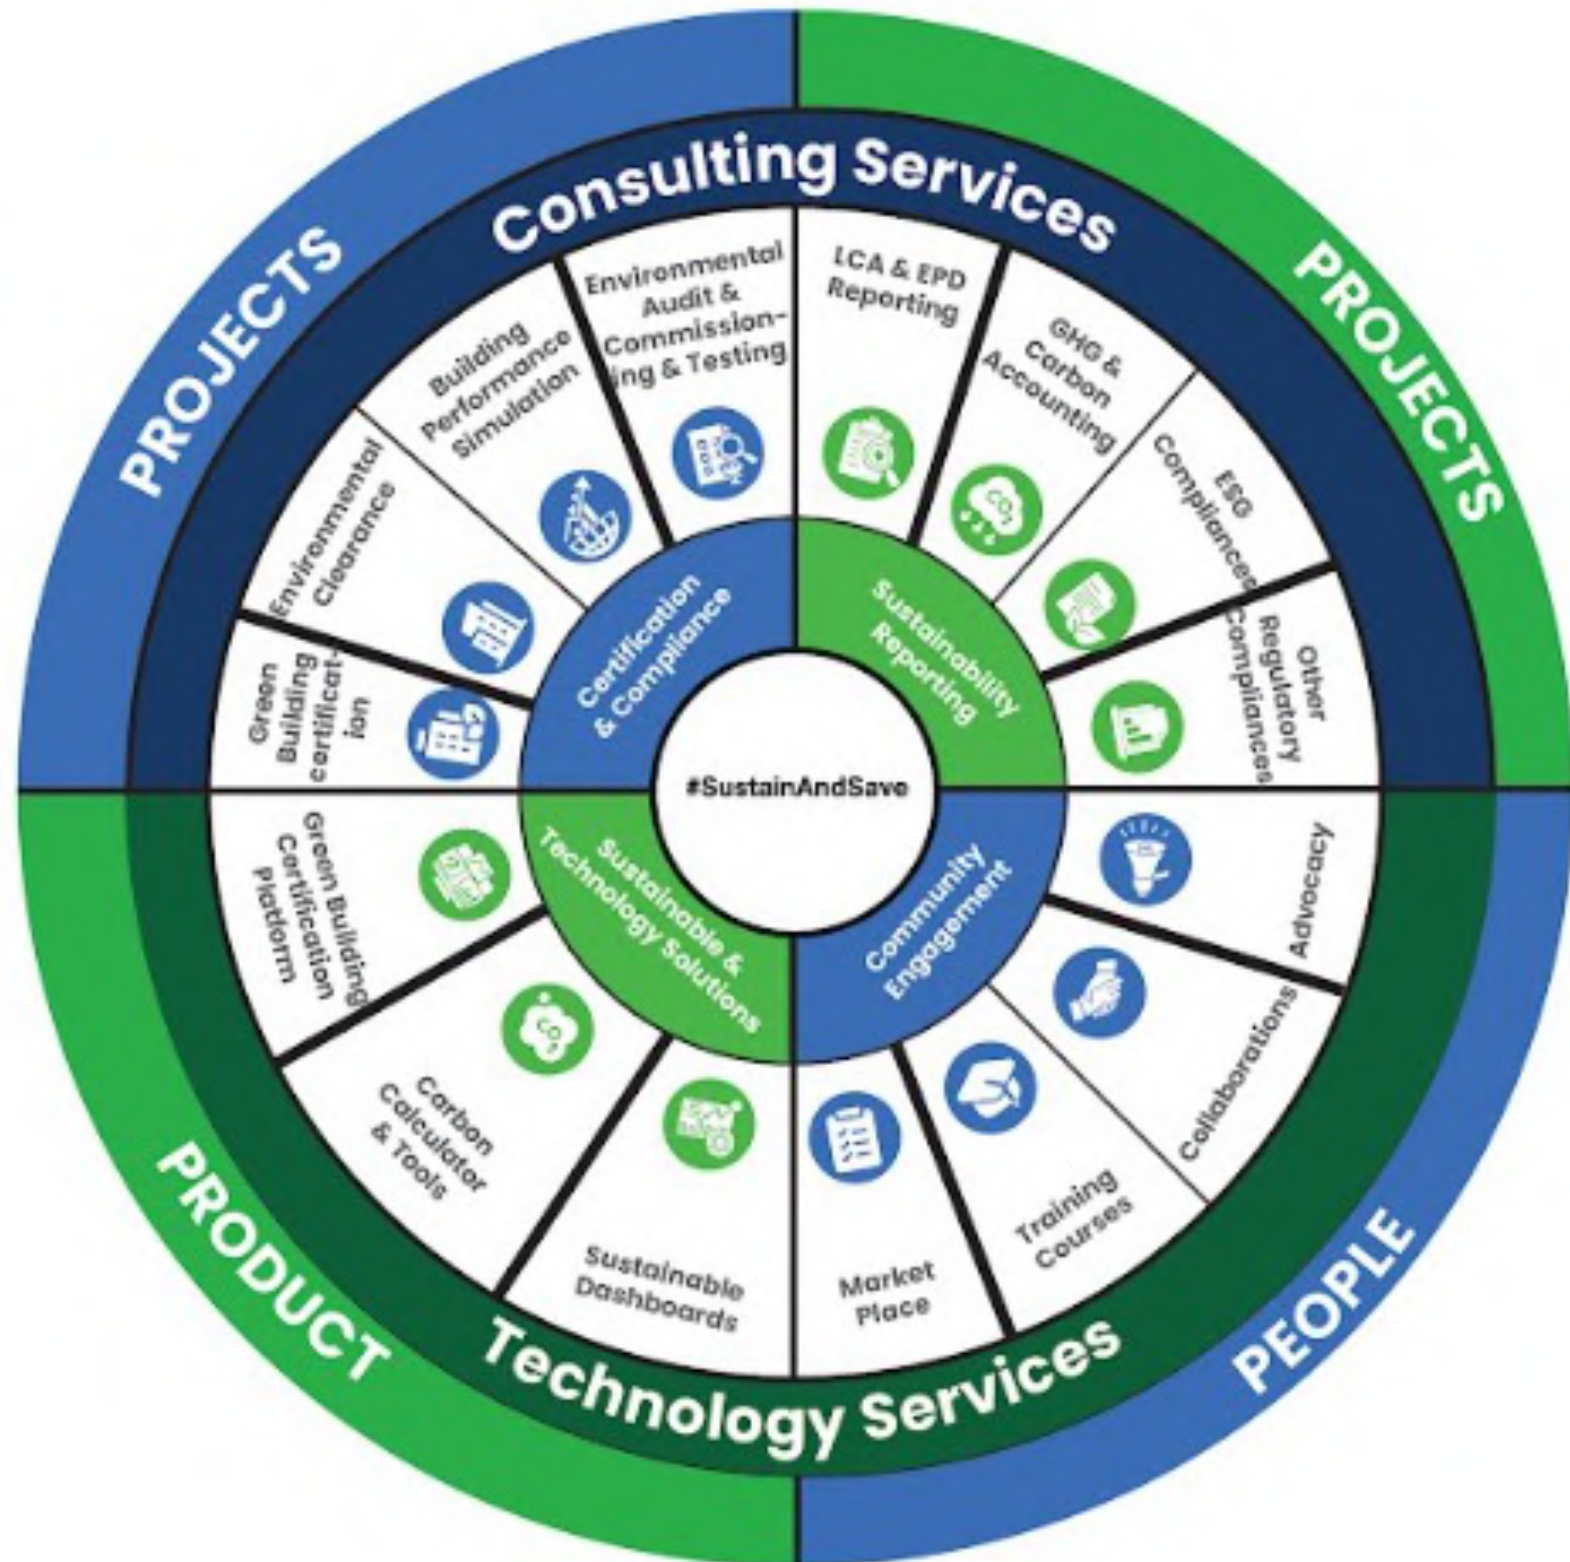 PROJECTS
PROJECTS
Consulting Services
Environmental
Audit &
Commission-
ing & Testing
LCA & EPD
Reporting
GHG &
Carbon
Accounting
ESG
Compliances
Other
Regulatory
Compliances
Building
Performance
Simulation
Environmental
Clearance
Green
Building
certificat-
ion
Certification
& Compliance
Sustainability
Reporting
#SustainAndSave
Sustainable &
Technology Solutions
Community
Engagement
Green Building
Certification
Platform
Carbon
Calculator
& Tools
Sustainable
Dashboards
Market
Place
Training
Courses
Collaborations
Advocacy
CO₂
CO₂
Technology Services
PRODUCT
PEOPLE